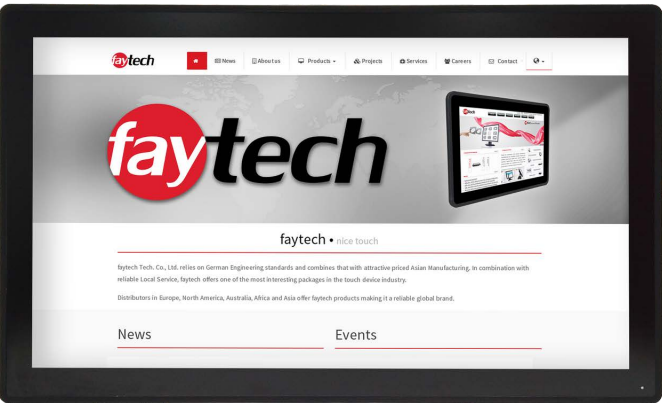 faytech
News
About us
Products
Projects
Services
Careers
Contact
faytech
faytech • nice touch
faytech Tech. Co., Ltd. relies on German Engineering standards and combines that with attractive priced Asian Manufacturing. In combination with
reliable Local Service, faytech offers one of the most interesting packages in the touch device industry.
Distributors in Europe, North America, Australia, Africa and Asia offer faytech products making it a reliable global brand.
News
Events